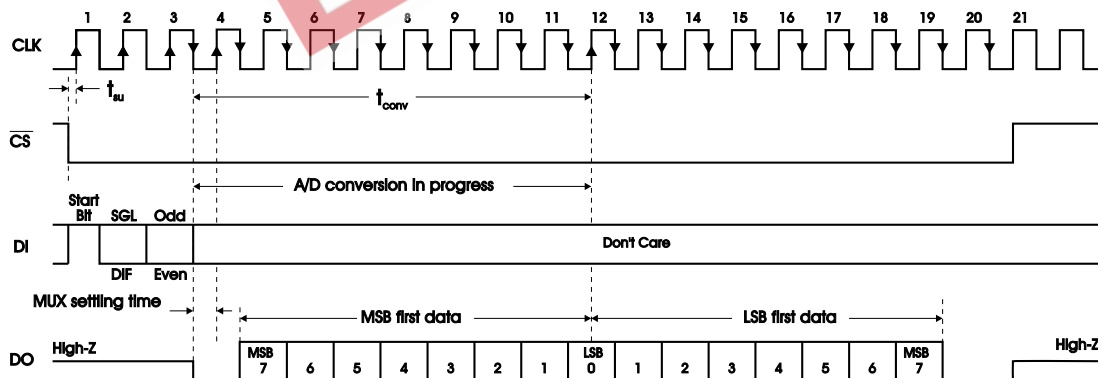 1 2 3 4 5 6 7 8 9 10 11 12 13 14 15 16 17 18 19 20 21
CLK
tsu
tconv
CS
A/D conversion in progress
Start
Bit SGL Odd
DI
Don't Care
DIF Even
MUX settling time
MSB first data
LSB first data
High-Z
High-Z
DO
MSB LSB MSB
7 6 5 4 3 2 1 0 1 2 3 4 5 6 7